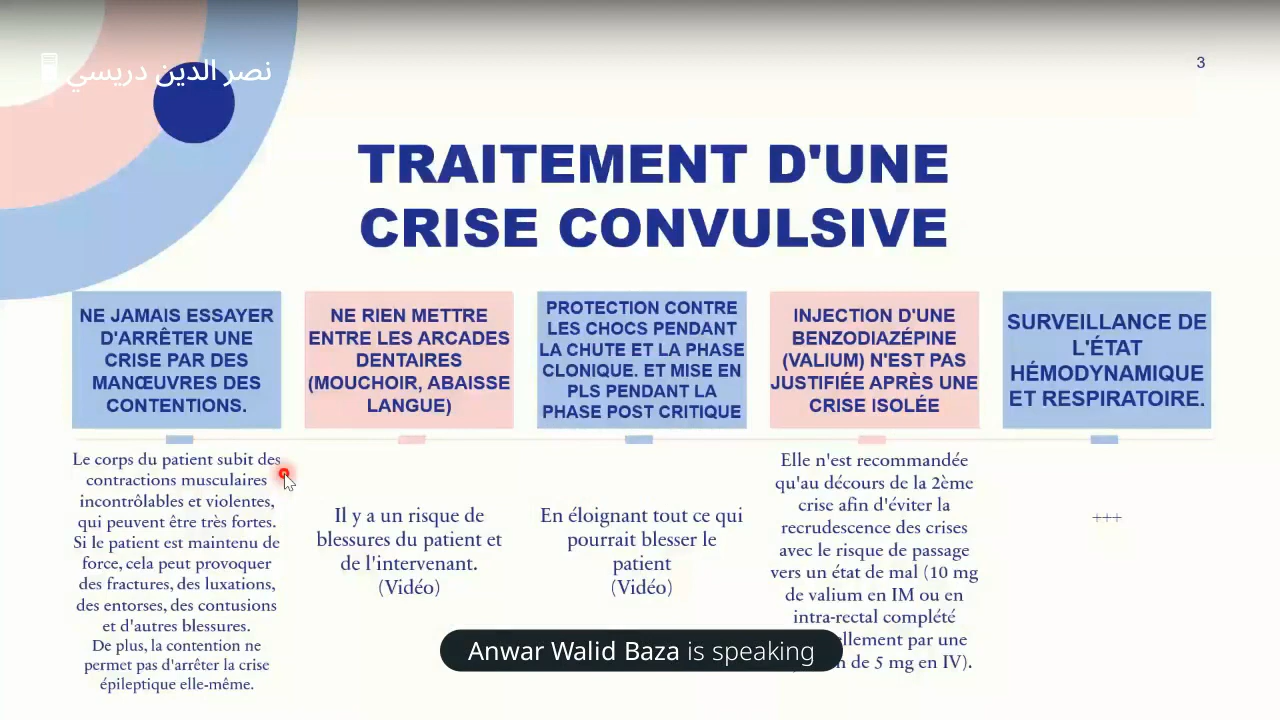 نصر الدين دريسي
3
TRAITEMENT D'UNE
CRISE CONVULSIVE
NE JAMAIS ESSAYER
D'ARRÊTER UNE
CRISE PAR DES
MANŒUVRES DES
CONTENTIONS.
NE RIEN METTRE
ENTRE LES ARCADES
DENTAIRES
(MOUCHOIR, ABAISSE
LANGUE)
PROTECTION CONTRE
LES CHOCS PENDANT
LA CHUTE ET LA PHASE
CLONIQUE. ET MISE EN
PLS PENDANT LA
PHASE POST CRITIQUE
INJECTION D'UNE
BENZODIAZÉPINE
(VALIUM) N'EST PAS
JUSTIFIÉE APRÈS UNE
CRISE ISOLÉE
SURVEILLANCE DE
L'ÉTAT
HÉMODYNAMIQUE
ET RESPIRATOIRE.
Le corps du patient subit des
contractions musculaires
incontrôlables et violentes,
qui peuvent être très fortes.
Si le patient est maintenu de
force, cela peut provoquer
des fractures, des luxations,
des entorses, des contusions
et d'autres blessures.
De plus, la contention ne
permet pas d'arrêter la crise
épileptique elle-même.
Il y a un risque de
blessures du patient et
de l'intervenant.
(Vidéo)
En éloignant tout ce qui
pourrait blesser le
patient
(Vidéo)
Elle n'est recommandée
qu'au décours de la 2ème
crise afin d'éviter la
recrudescence des crises
avec le risque de passage
vers un état de mal (10 mg
de valium en IM ou en
intra-rectal complété
par une
de 5 mg en IV).
+++
Anwar Walid Baza is speaking